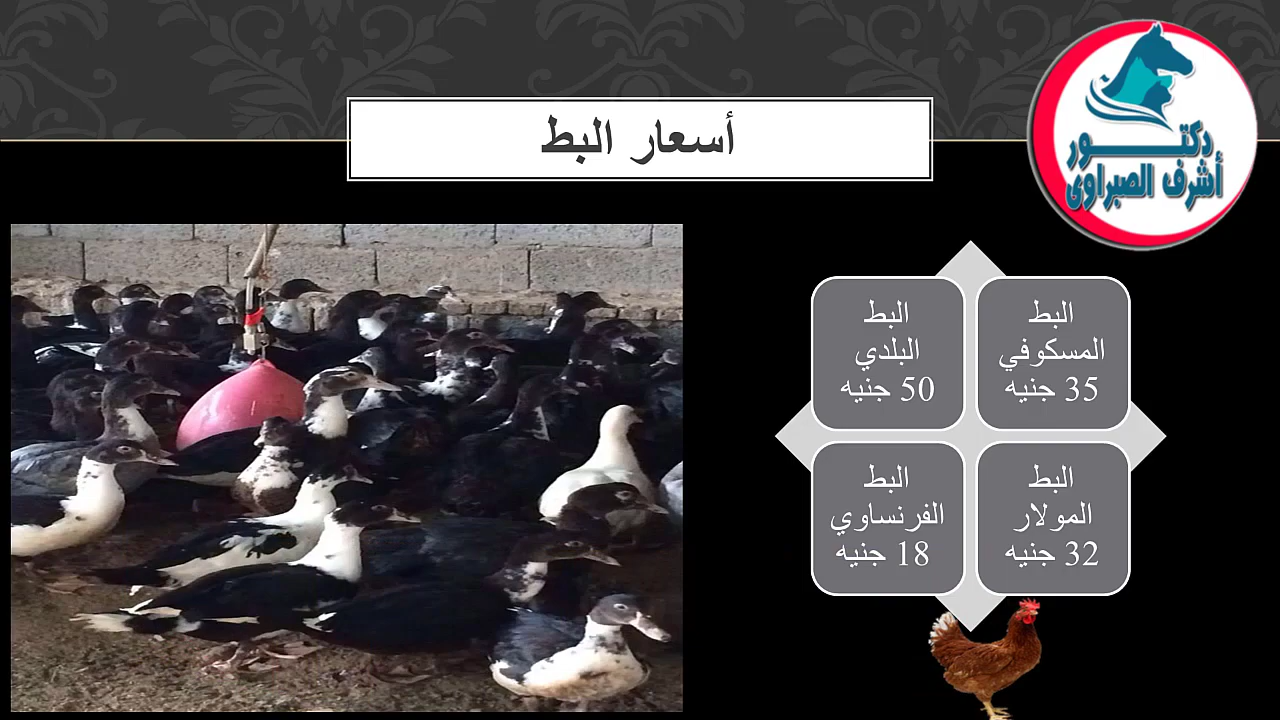 أسعار البط
دكتور
أشرف الصبراوى
البط
المسكوفي
35 جنيه
البط
البلدي
50 جنيه
البط
المولار
32 جنيه
البط
الفرنساوي
18 جنيه